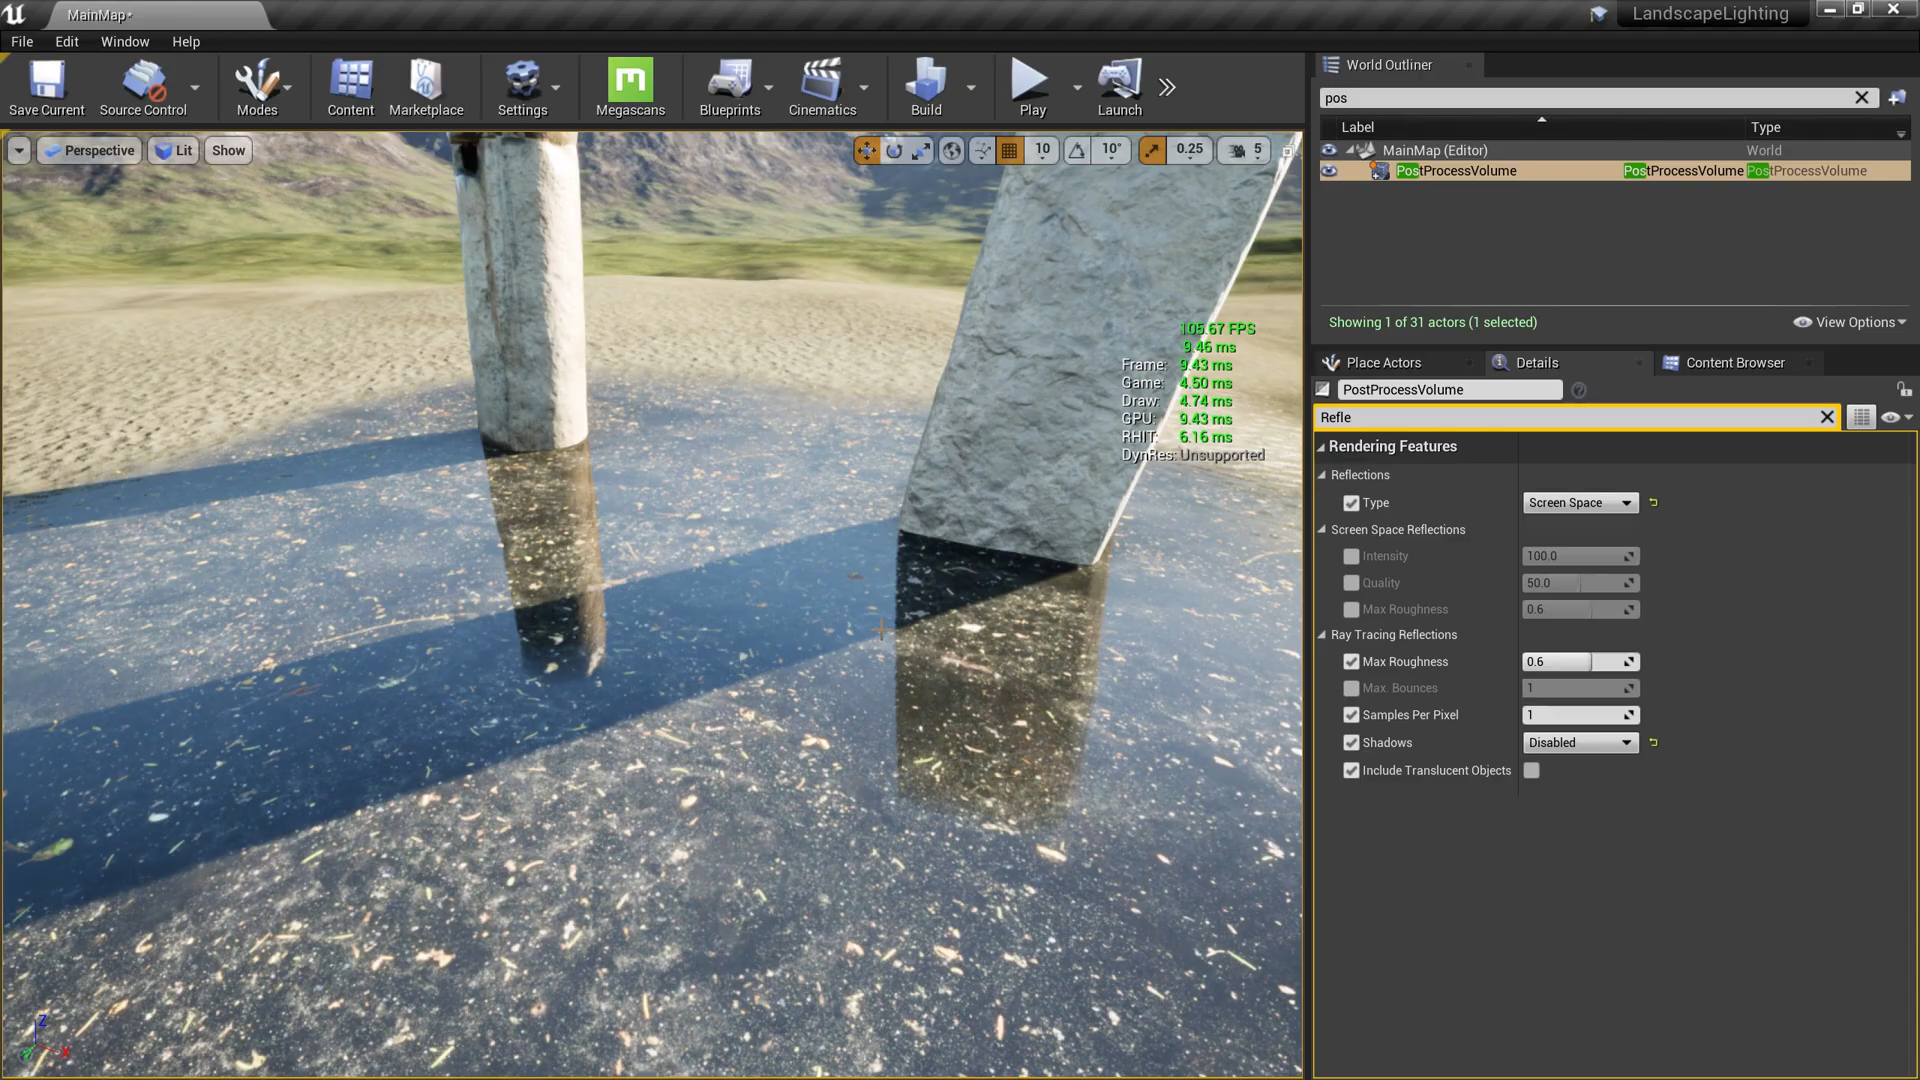 MainMap*
LandscapeLighting
File Edit Window Help
Save Current Source Control Modes Content Marketplace Settings Megascans Blueprints Cinematics Build Play Launch
Perspective Lit Show
10 10° 0.25 5
105.67 FPS
9.46 ms
Frame: 9.43 ms
Game: 4.50 ms
Draw: 4.74 ms
GPU: 9.43 ms
RHIT: 6.16 ms
DynRes: Unsupported
Z
X
World Outliner
pos
Label Type
MainMap (Editor) World
PostProcessVolume PostProcessVolume PostProcessVolume
Showing 1 of 31 actors (1 selected) View Options
Place Actors Details Content Browser
PostProcessVolume
Refle
Rendering Features
Reflections
Type Screen Space
Screen Space Reflections
Intensity 100.0
Quality 50.0
Max Roughness 0.6
Ray Tracing Reflections
Max Roughness 0.6
Max. Bounces 1
Samples Per Pixel 1
Shadows Disabled
Include Translucent Objects